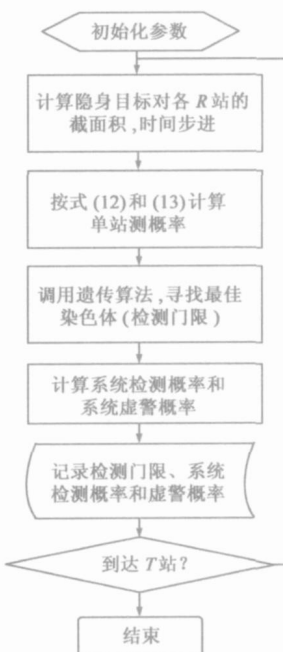 初始化参数
计算隐身目标对各 R 站的
截面积,时间步进
按式 (12) 和 (13) 计算
单站测概率
调用遗传算法,寻找最佳
染色体 (检测门限)
计算系统检测概率和
系统虚警概率
记录检测门限、系统
检测概率和虚警概率
到达 T 站?
结束